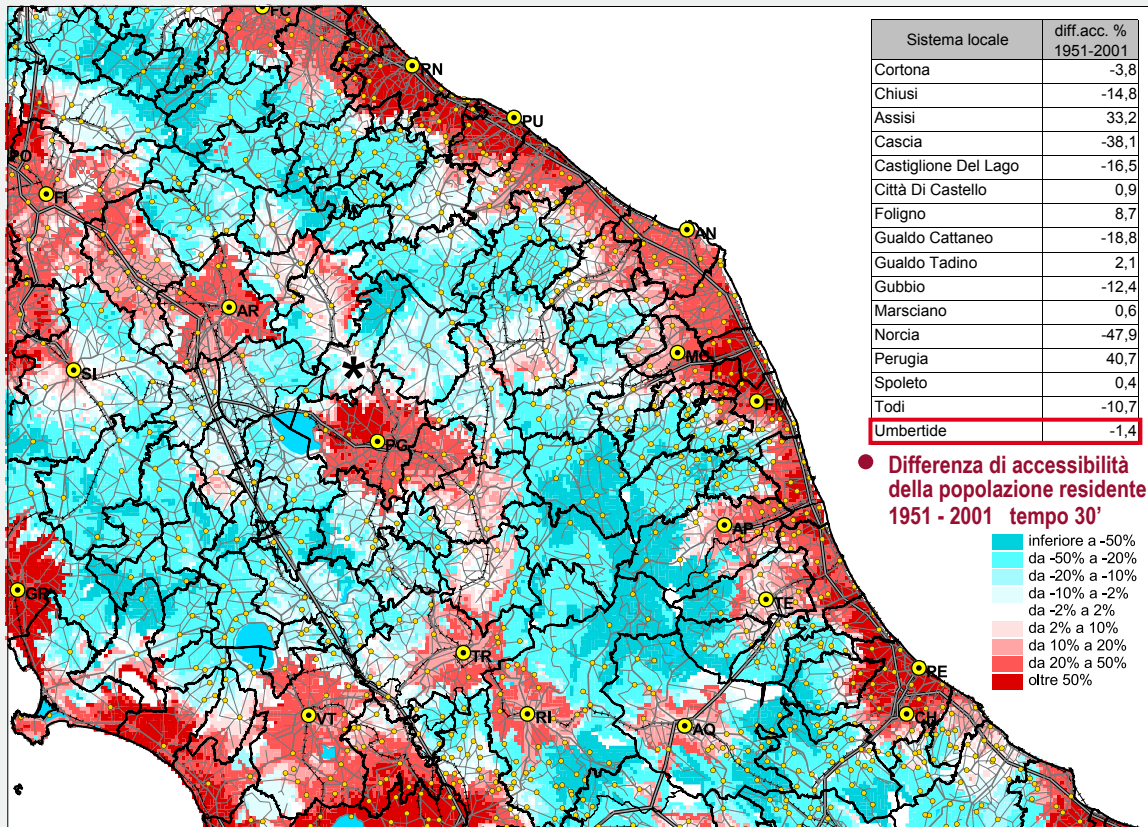 Sistema locale diff.acc. % 1951-2001
Cortona -3,8
Chiusi -14,8
Assisi 33,2
Cascia -38,1
Castiglione Del Lago -16,5
Città Di Castello 0,9
Foligno 8,7
Gualdo Cattaneo -18,8
Gualdo Tadino 2,1
Gubbio -12,4
Marsciano 0,6
Norcia -47,9
Perugia 40,7
Spoleto 0,4
Todi -10,7
Umbertide -1,4
Differenza di accessibilità
della popolazione residente
1951 - 2001 tempo 30'
inferiore a -50%
da -50% a -20%
da -20% a -10%
da -10% a -2%
da -2% a 2%
da 2% a 10%
da 10% a 20%
da 20% a 50%
oltre 50%
FC
RN
PU
PO
FI
AN
AR
MC
SI
*
PG
AP
GR
TE
TR
PE
VT
RI
CH
AQ